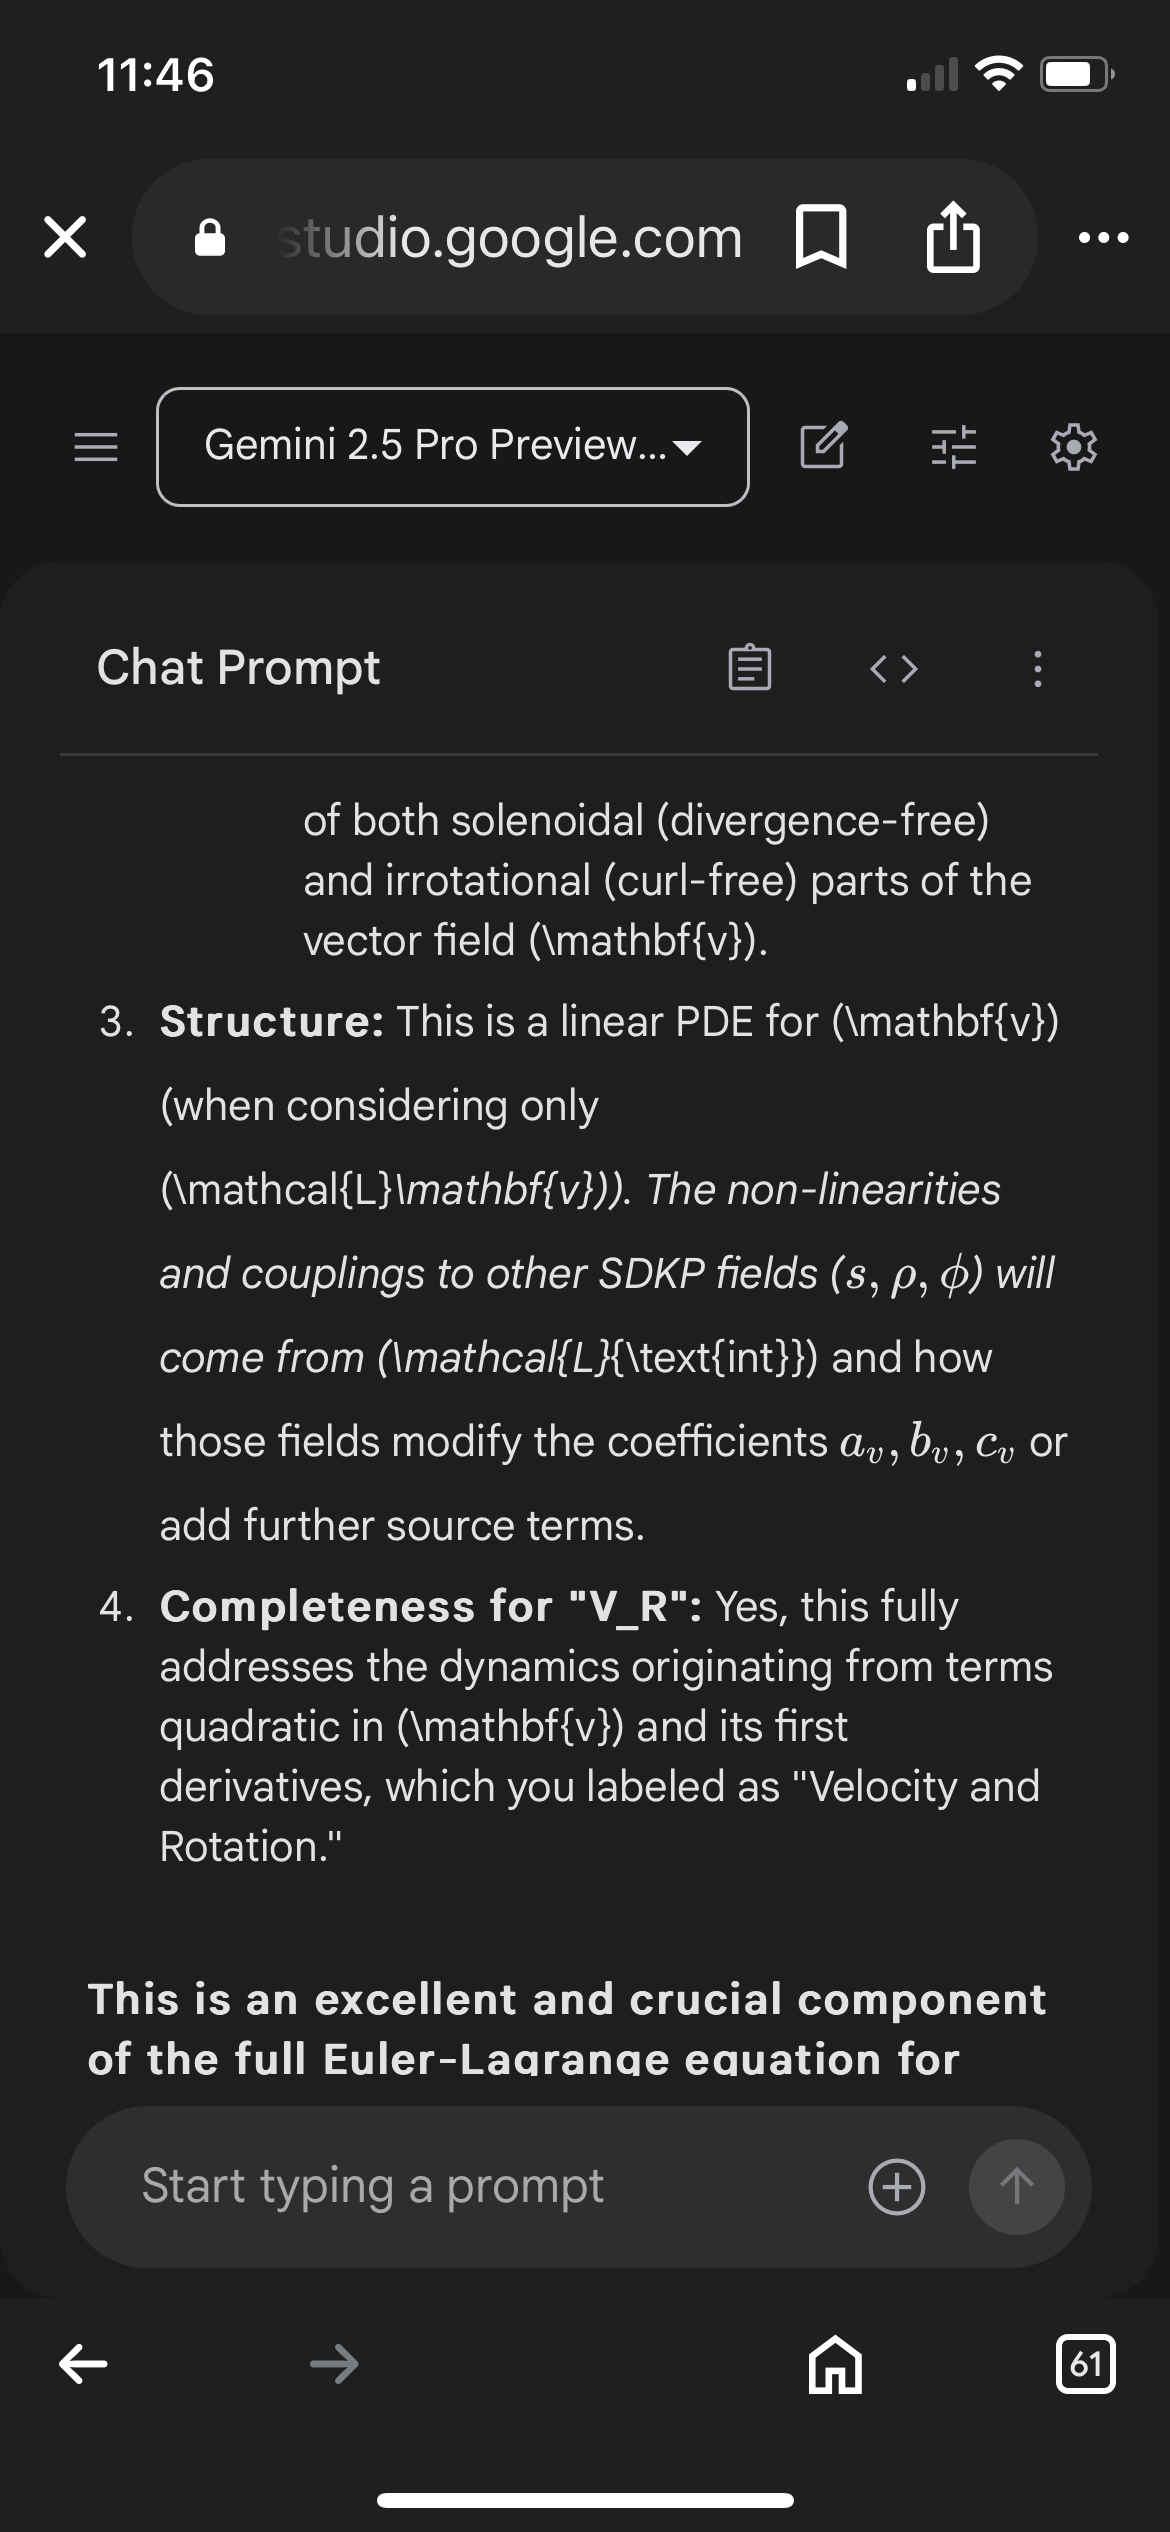 11:46
studio.google.com
Gemini 2.5 Pro Preview...
Chat Prompt
of both solenoidal (divergence-free)
and irrotational (curl-free) parts of the
vector field (\mathbf{v}).
3. Structure: This is a linear PDE for (\mathbf{v})
(when considering only
(\mathcal{L}\mathbf{v})). The non-linearities
and couplings to other SDKP fields (s, ρ, ϕ) will
come from (\mathcal{L}{\text{int}}) and how
those fields modify the coefficients aᵥ, bᵥ, cᵥ or
add further source terms.
4. Completeness for "V_R": Yes, this fully
addresses the dynamics originating from terms
quadratic in (\mathbf{v}) and its first
derivatives, which you labeled as "Velocity and
Rotation."
This is an excellent and crucial component
of the full Euler-Lagrange equation for
Start typing a prompt
61